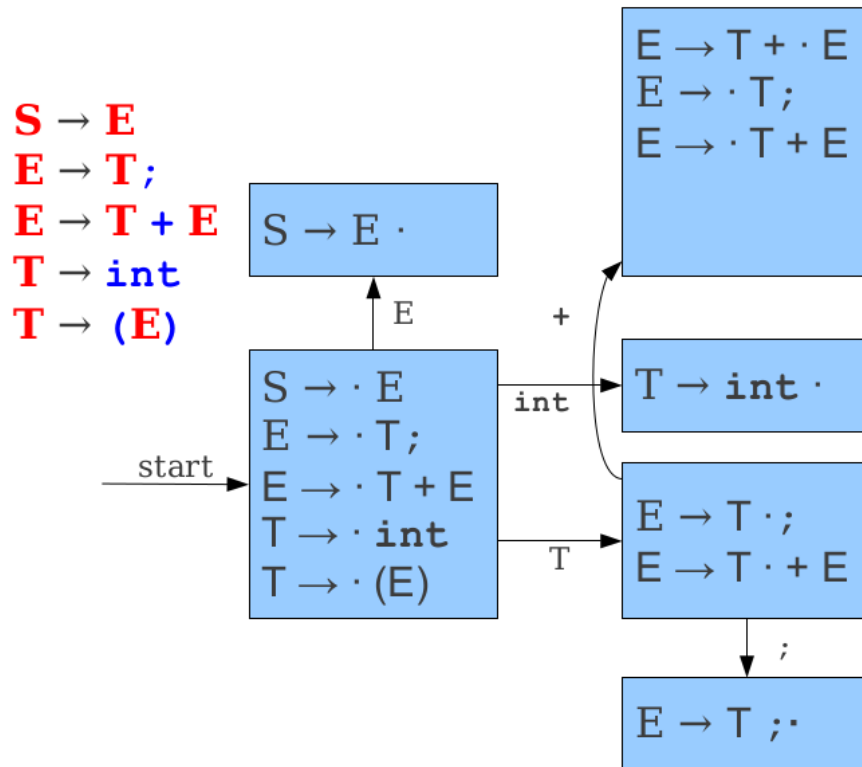 S → E
E → T;
E → T + E
T → int
T → (E)
S → E ·
E
start
S → · E
E → · T;
E → · T + E
T → · int
T → · (E)
int
T
+
E → T + · E
E → · T;
E → · T + E
T → int ·
E → T ·;
E → T · + E
;
E → T ;·